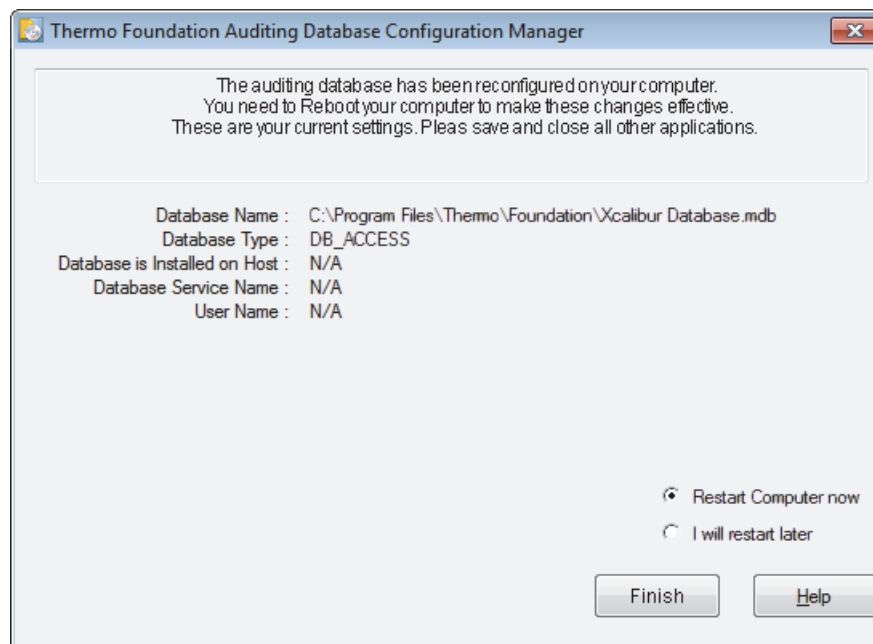 Thermo Foundation Auditing Database Configuration Manager
The auditing database has been reconfigured on your computer.
You need to Reboot your computer to make these changes effective.
These are your current settings. Pleas save and close all other applications.
Database Name : C:\Program Files\Thermo\Foundation\Xcalibur Database.mdb
Database Type : DB_ACCESS
Database is Installed on Host : N/A
Database Service Name : N/A
User Name : N/A
Restart Computer now
I will restart later
Finish Help